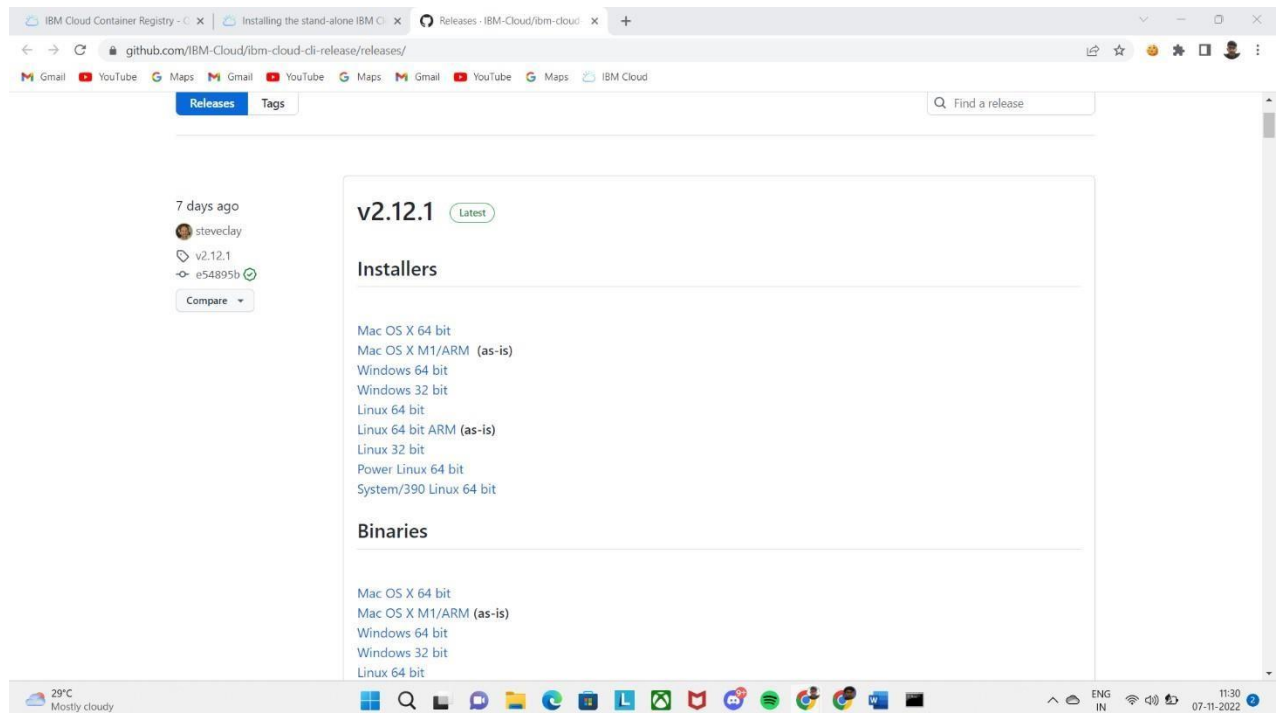 IBM Cloud Container Registry - C
Installing the stand-alone IBM Cl
Releases · IBM-Cloud/ibm-cloud-
github.com/IBM-Cloud/ibm-cloud-cli-release/releases/
Gmail YouTube Maps Gmail YouTube Maps Gmail YouTube Maps IBM Cloud
Releases Tags
Find a release
7 days ago
steveclay
v2.12.1
e54895b
Compare
v2.12.1 Latest
Installers
Mac OS X 64 bit
Mac OS X M1/ARM (as-is)
Windows 64 bit
Windows 32 bit
Linux 64 bit
Linux 64 bit ARM (as-is)
Linux 32 bit
Power Linux 64 bit
System/390 Linux 64 bit
Binaries
Mac OS X 64 bit
Mac OS X M1/ARM (as-is)
Windows 64 bit
Windows 32 bit
Linux 64 bit
29°C
Mostly cloudy
ENG
IN
11:30
07-11-2022
2